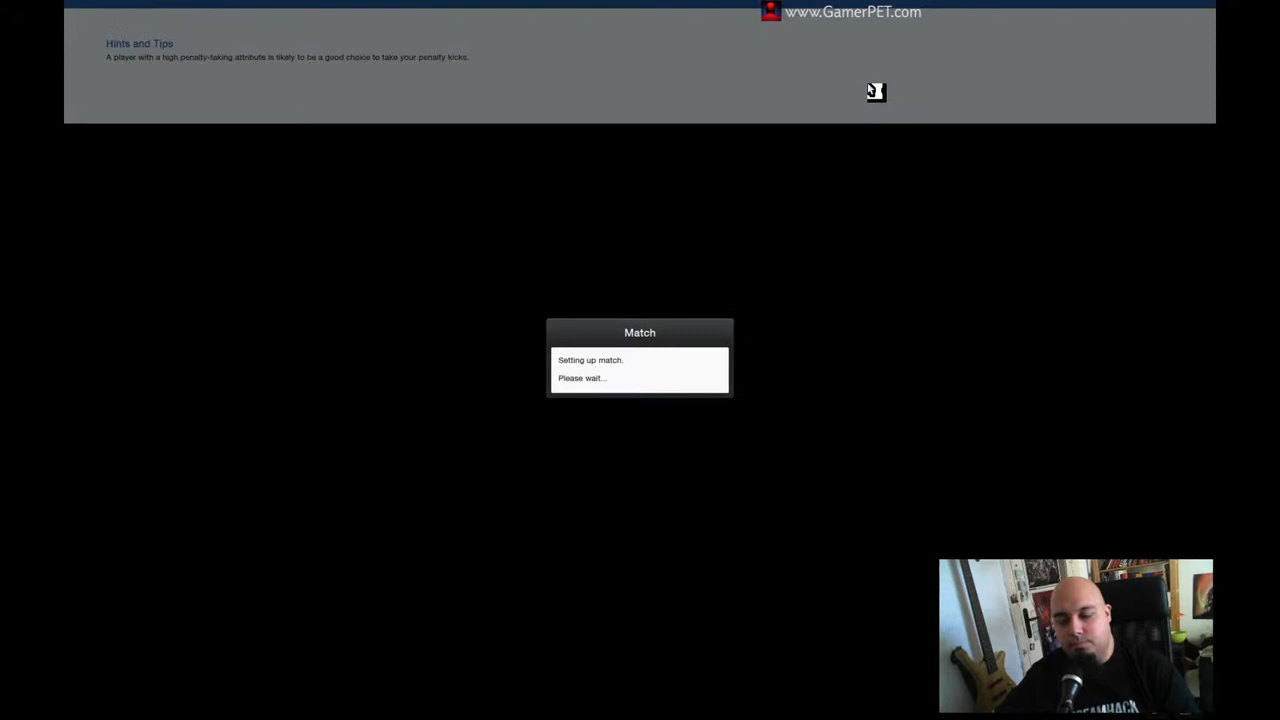 www.GamerPET.com
Hints and Tips
A player with a high penalty-taking attribute is likely to be a good choice to take your penalty kicks.
Match
Setting up match.
Please wait...